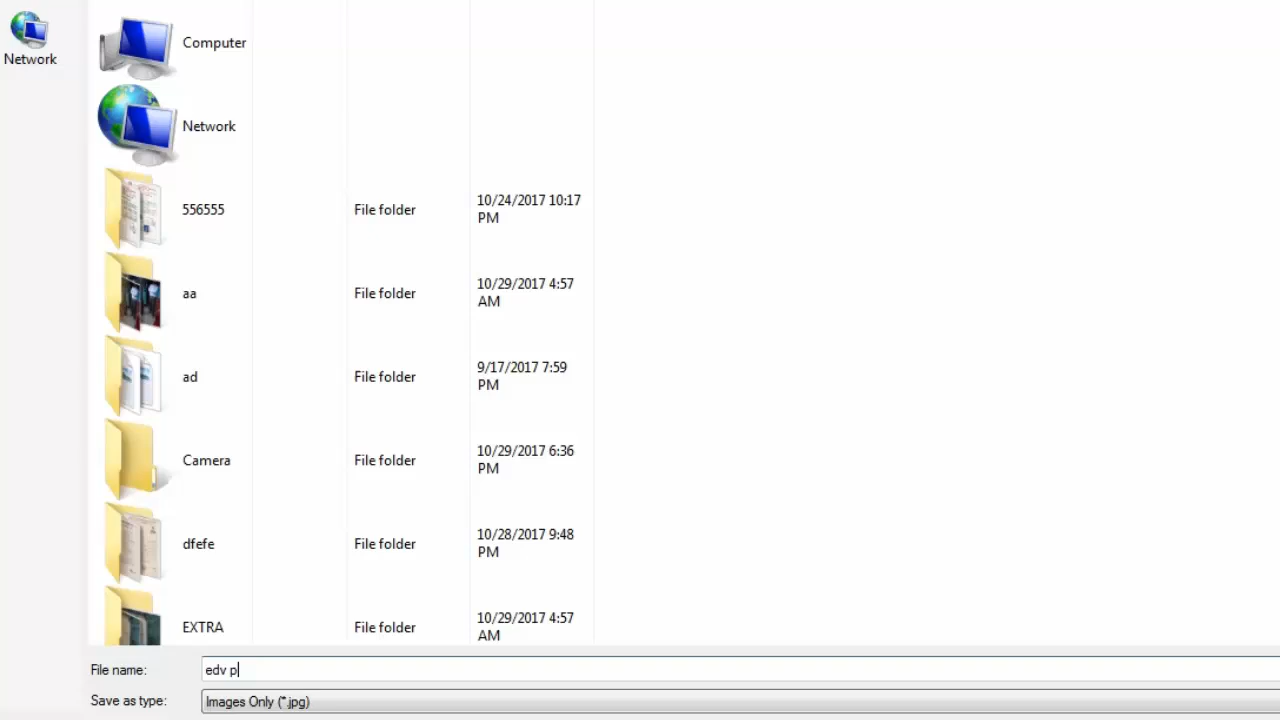 Network
Computer
Network
556555 File folder 10/24/2017 10:17
PM
aa File folder 10/29/2017 4:57
AM
ad File folder 9/17/2017 7:59
PM
Camera File folder 10/29/2017 6:36
PM
dfefe File folder 10/28/2017 9:48
PM
EXTRA File folder 10/29/2017 4:57
AM
File name: edv p
Save as type: Images Only (*.jpg)